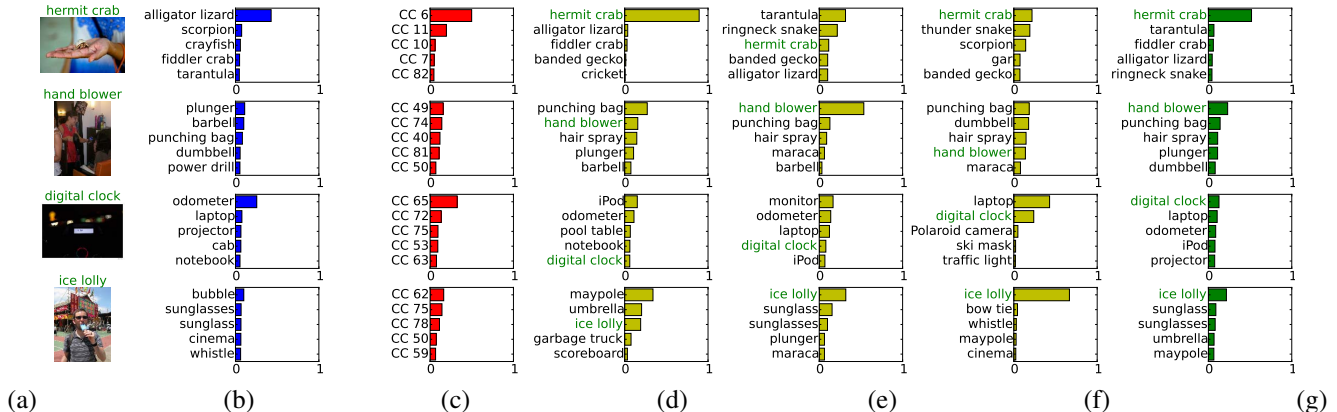 hermit crab
alligator lizard
scorpion
crayfish
fiddler crab
tarantula
0 1
CC 6
CC 11
CC 10
CC 7
CC 82
0 1
hermit crab
alligator lizard
fiddler crab
banded gecko
cricket
0 1
tarantula
ringneck snake
hermit crab
banded gecko
alligator lizard
0 1
hermit crab
thunder snake
scorpion
gar
banded gecko
0 1
hermit crab
tarantula
fiddler crab
alligator lizard
ringneck snake
0 1
hand blower
plunger
barbell
punching bag
dumbbell
power drill
0 1
CC 49
CC 74
CC 40
CC 81
CC 50
0 1
punching bag
hand blower
hair spray
plunger
barbell
0 1
hand blower
punching bag
hair spray
maraca
barbell
0 1
punching bag
dumbbell
hair spray
hand blower
maraca
0 1
hand blower
punching bag
hair spray
plunger
dumbbell
0 1
digital clock
odometer
laptop
projector
cab
notebook
0 1
CC 65
CC 72
CC 75
CC 53
CC 63
0 1
iPod
odometer
pool table
notebook
digital clock
0 1
monitor
odometer
laptop
digital clock
iPod
0 1
laptop
digital clock
Polaroid camera
ski mask
traffic light
0 1
digital clock
laptop
odometer
iPod
projector
0 1
ice lolly
bubble
sunglasses
sunglass
cinema
whistle
0 1
CC 62
CC 75
CC 78
CC 50
CC 59
0 1
maypole
umbrella
ice lolly
garbage truck
scoreboard
0 1
ice lolly
sunglass
sunglasses
plunger
maraca
0 1
ice lolly
bow tie
whistle
maypole
cinema
0 1
ice lolly
sunglass
sunglasses
umbrella
maypole
0 1
(a) (b) (c) (d) (e) (f) (g)